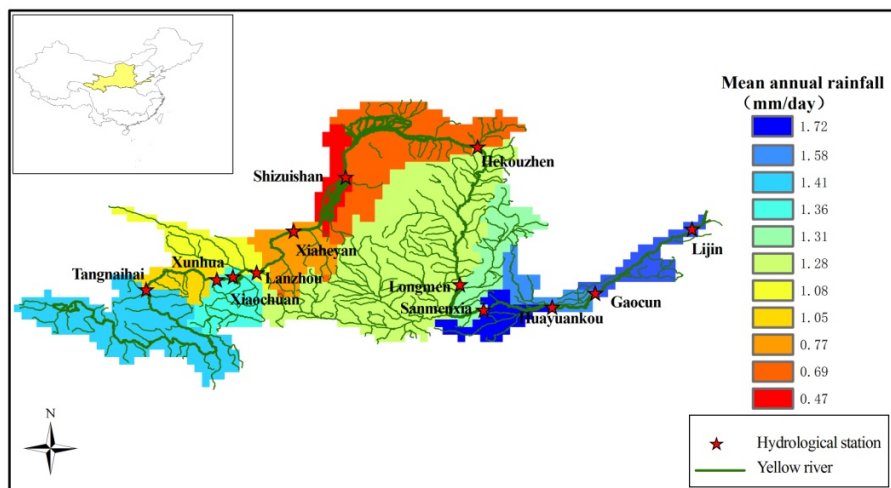 Mean annual rainfall
（mm/day）
1.72
1.58
1.41
1.36
1.31
1.28
1.08
1.05
0.77
0.69
0.47
Hekouzhen
Shizuishan
Xiaheyan
Lijin
Xunhua
Tangnaihai
Lanzhou
Xiaochuan
Longmen
Gaocun
Sanmenxia
Huayuankou
N
Hydrological station
Yellow river